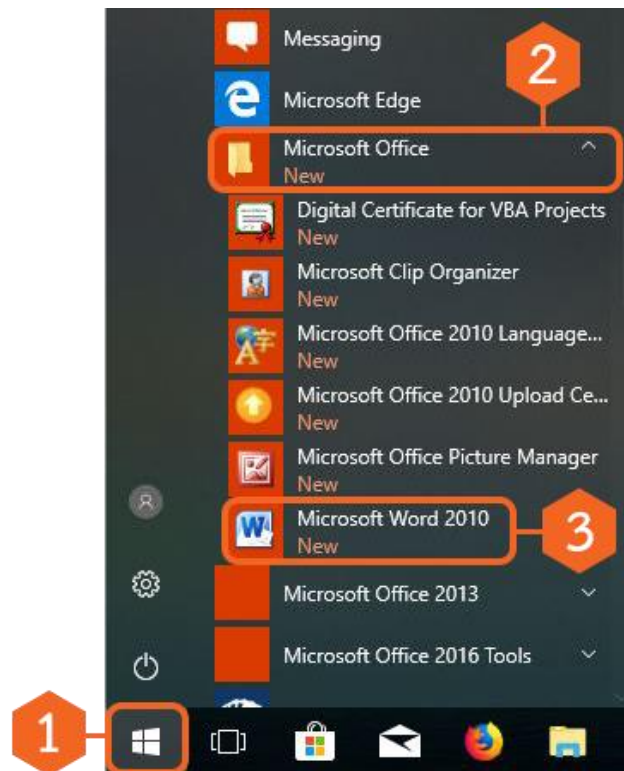 Messaging
2
Microsoft Edge
Microsoft Office
New
Digital Certificate for VBA Projects
New
Microsoft Clip Organizer
New
Microsoft Office 2010 Language...
New
Microsoft Office 2010 Upload Ce...
New
Microsoft Office Picture Manager
New
Microsoft Word 2010
New
3
Microsoft Office 2013
Microsoft Office 2016 Tools
1